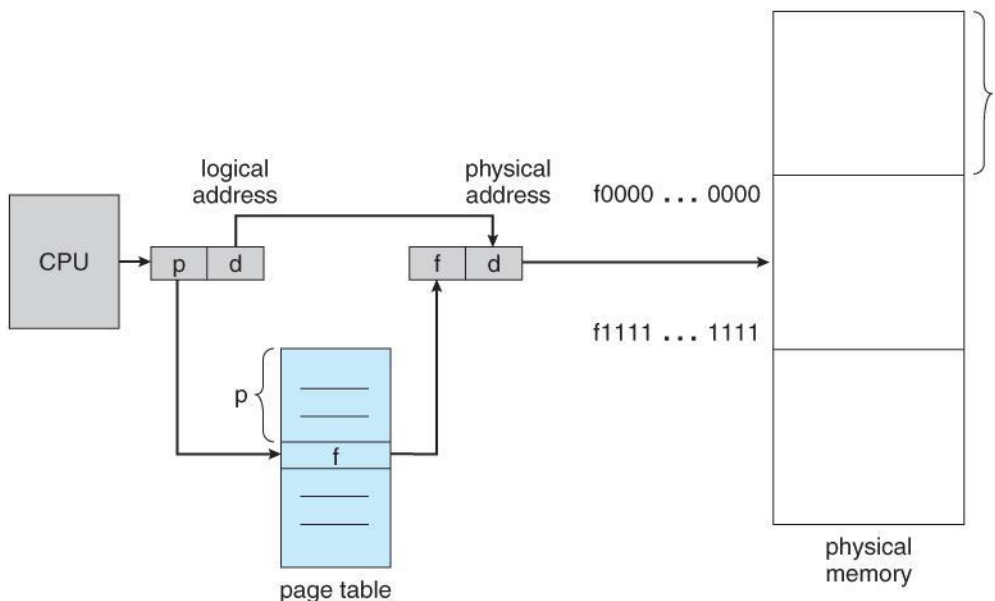 logical
address
physical
address
f0000 ... 0000
CPU
p
d
f
d
f1111 ... 1111
p
f
page table
physical
memory